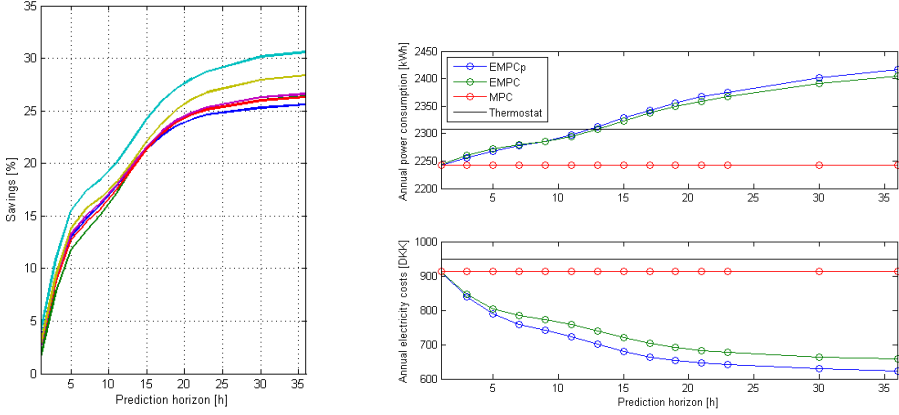 35
30
25
20
15
10
5
0
Savings [%]
5 10 15 20 25 30 35
Prediction horizon [h]
2450
2400
2350
2300
2250
2200
Annual power consumption [kWh]
EMPCp
EMPC
MPC
Thermostat
5 10 15 20 25 30 35
1000
900
800
700
600
Annual electricity costs [DKK]
5 10 15 20 25 30 35
Prediction horizon [h]